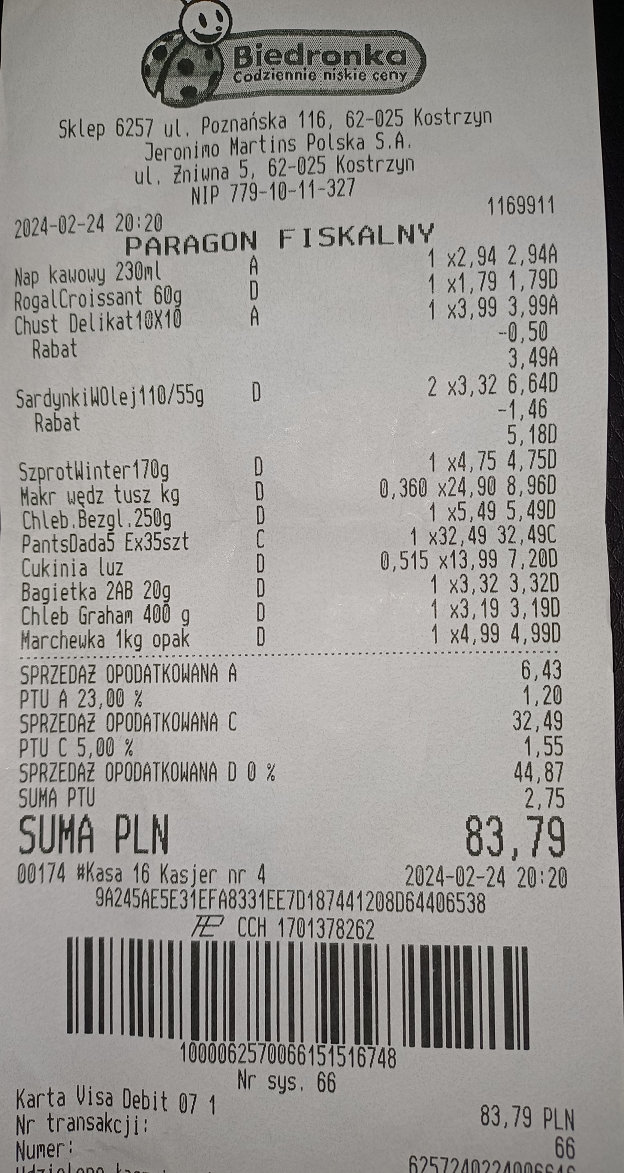 Biedronka
Codziennie niskie ceny
Sklep 6257 ul. Poznańska 116, 62-025 Kostrzyn
Jeronimo Martins Polska S.A.
ul. Żniwna 5, 62-025 Kostrzyn
NIP 779-10-11-327
2024-02-24 20:20 1169911
PARAGON FISKALNY
Nap kawowy 230ml A 1 x2,94 2,94A
RogalCroissant 60g D 1 x1,79 1,79D
Chust Delikat10X10 A 1 x3,99 3,99A
Rabat -0,50
3,49A
SardynkiWOlej110/55g D 2 x3,32 6,64D
Rabat -1,46
5,18D
SzprotWinter170g D 1 x4,75 4,75D
Makr wędz tusz kg D 0,360 x24,90 8,96D
Chleb.Bezgl.250g D 1 x5,49 5,49D
PantsDada5 Ex35szt C 1 x32,49 32,49C
Cukinia luz D 0,515 x13,99 7,20D
Bagietka 2AB 20g D 1 x3,32 3,32D
Chleb Graham 400 g D 1 x3,19 3,19D
Marchewka 1kg opak D 1 x4,99 4,99D
SPRZEDAŻ OPODATKOWANA A 6,43
PTU A 23,00 % 1,20
SPRZEDAŻ OPODATKOWANA C 32,49
PTU C 5,00 % 1,55
SPRZEDAŻ OPODATKOWANA D 0 % 44,87
SUMA PTU 2,75
SUMA PLN 83,79
00174 #Kasa 16 Kasjer nr 4 2024-02-24 20:20
9A245AE5E31EFA8331EE7D187441208D64406538
CCH 1701378262
1000062570066151516748
Nr sys. 66
Karta Visa Debit 07 1 83,79 PLN
Nr transakcji: 66
Numer: